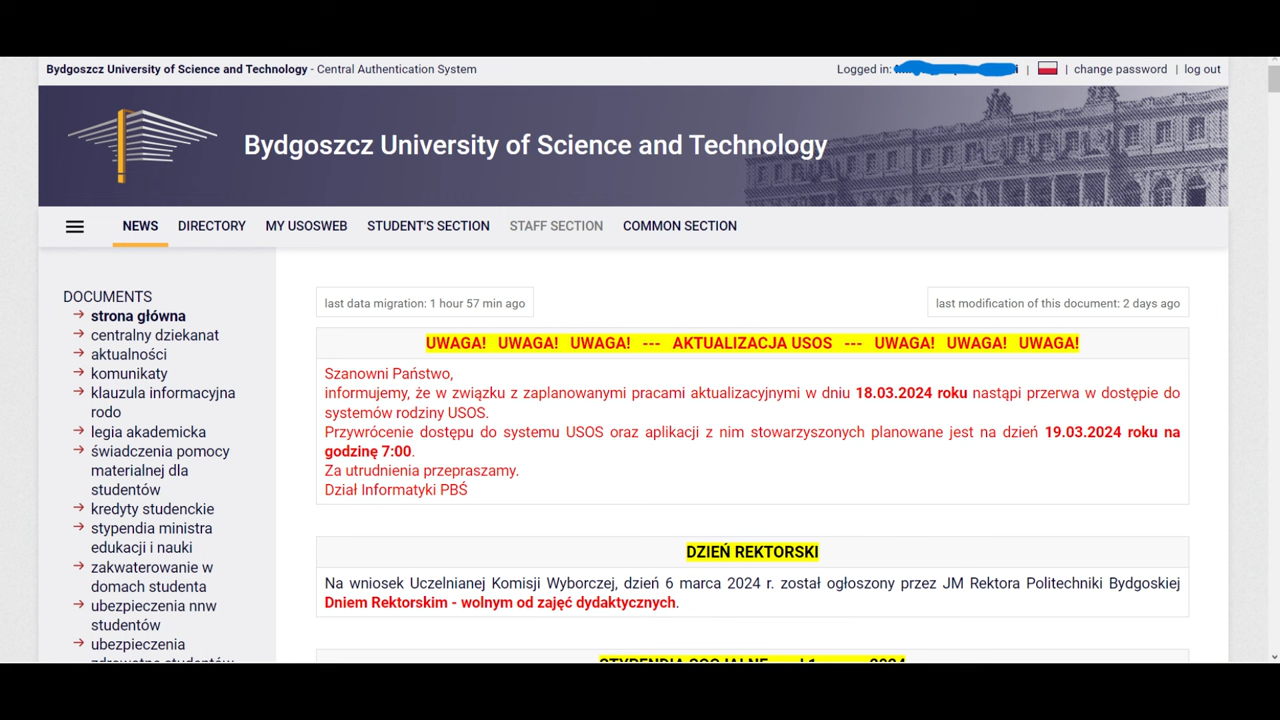 Bydgoszcz University of Science and Technology - Central Authentication System
Logged in: | | change password | log out
Bydgoszcz University of Science and Technology
NEWS DIRECTORY MY USOSWEB STUDENT'S SECTION STAFF SECTION COMMON SECTION
DOCUMENTS
strona główna
centralny dziekanat
aktualności
komunikaty
klauzula informacyjna
rodo
legia akademicka
świadczenia pomocy
materialnej dla
studentów
kredyty studenckie
stypendia ministra
edukacji i nauki
zakwaterowanie w
domach studenta
ubezpieczenia nnw
studentów
ubezpieczenia
last data migration: 1 hour 57 min ago
last modification of this document: 2 days ago
UWAGA! UWAGA! UWAGA! --- AKTUALIZACJA USOS --- UWAGA! UWAGA! UWAGA!
Szanowni Państwo,
informujemy, że w związku z zaplanowanymi pracami aktualizacyjnymi w dniu 18.03.2024 roku nastąpi przerwa w dostępie do
systemów rodziny USOS.
Przywrócenie dostępu do systemu USOS oraz aplikacji z nim stowarzyszonych planowane jest na dzień 19.03.2024 roku na
godzinę 7:00.
Za utrudnienia przepraszamy.
Dział Informatyki PBŚ
DZIEŃ REKTORSKI
Na wniosek Uczelnianej Komisji Wyborczej, dzień 6 marca 2024 r. został ogłoszony przez JM Rektora Politechniki Bydgoskiej
Dniem Rektorskim - wolnym od zajęć dydaktycznych.